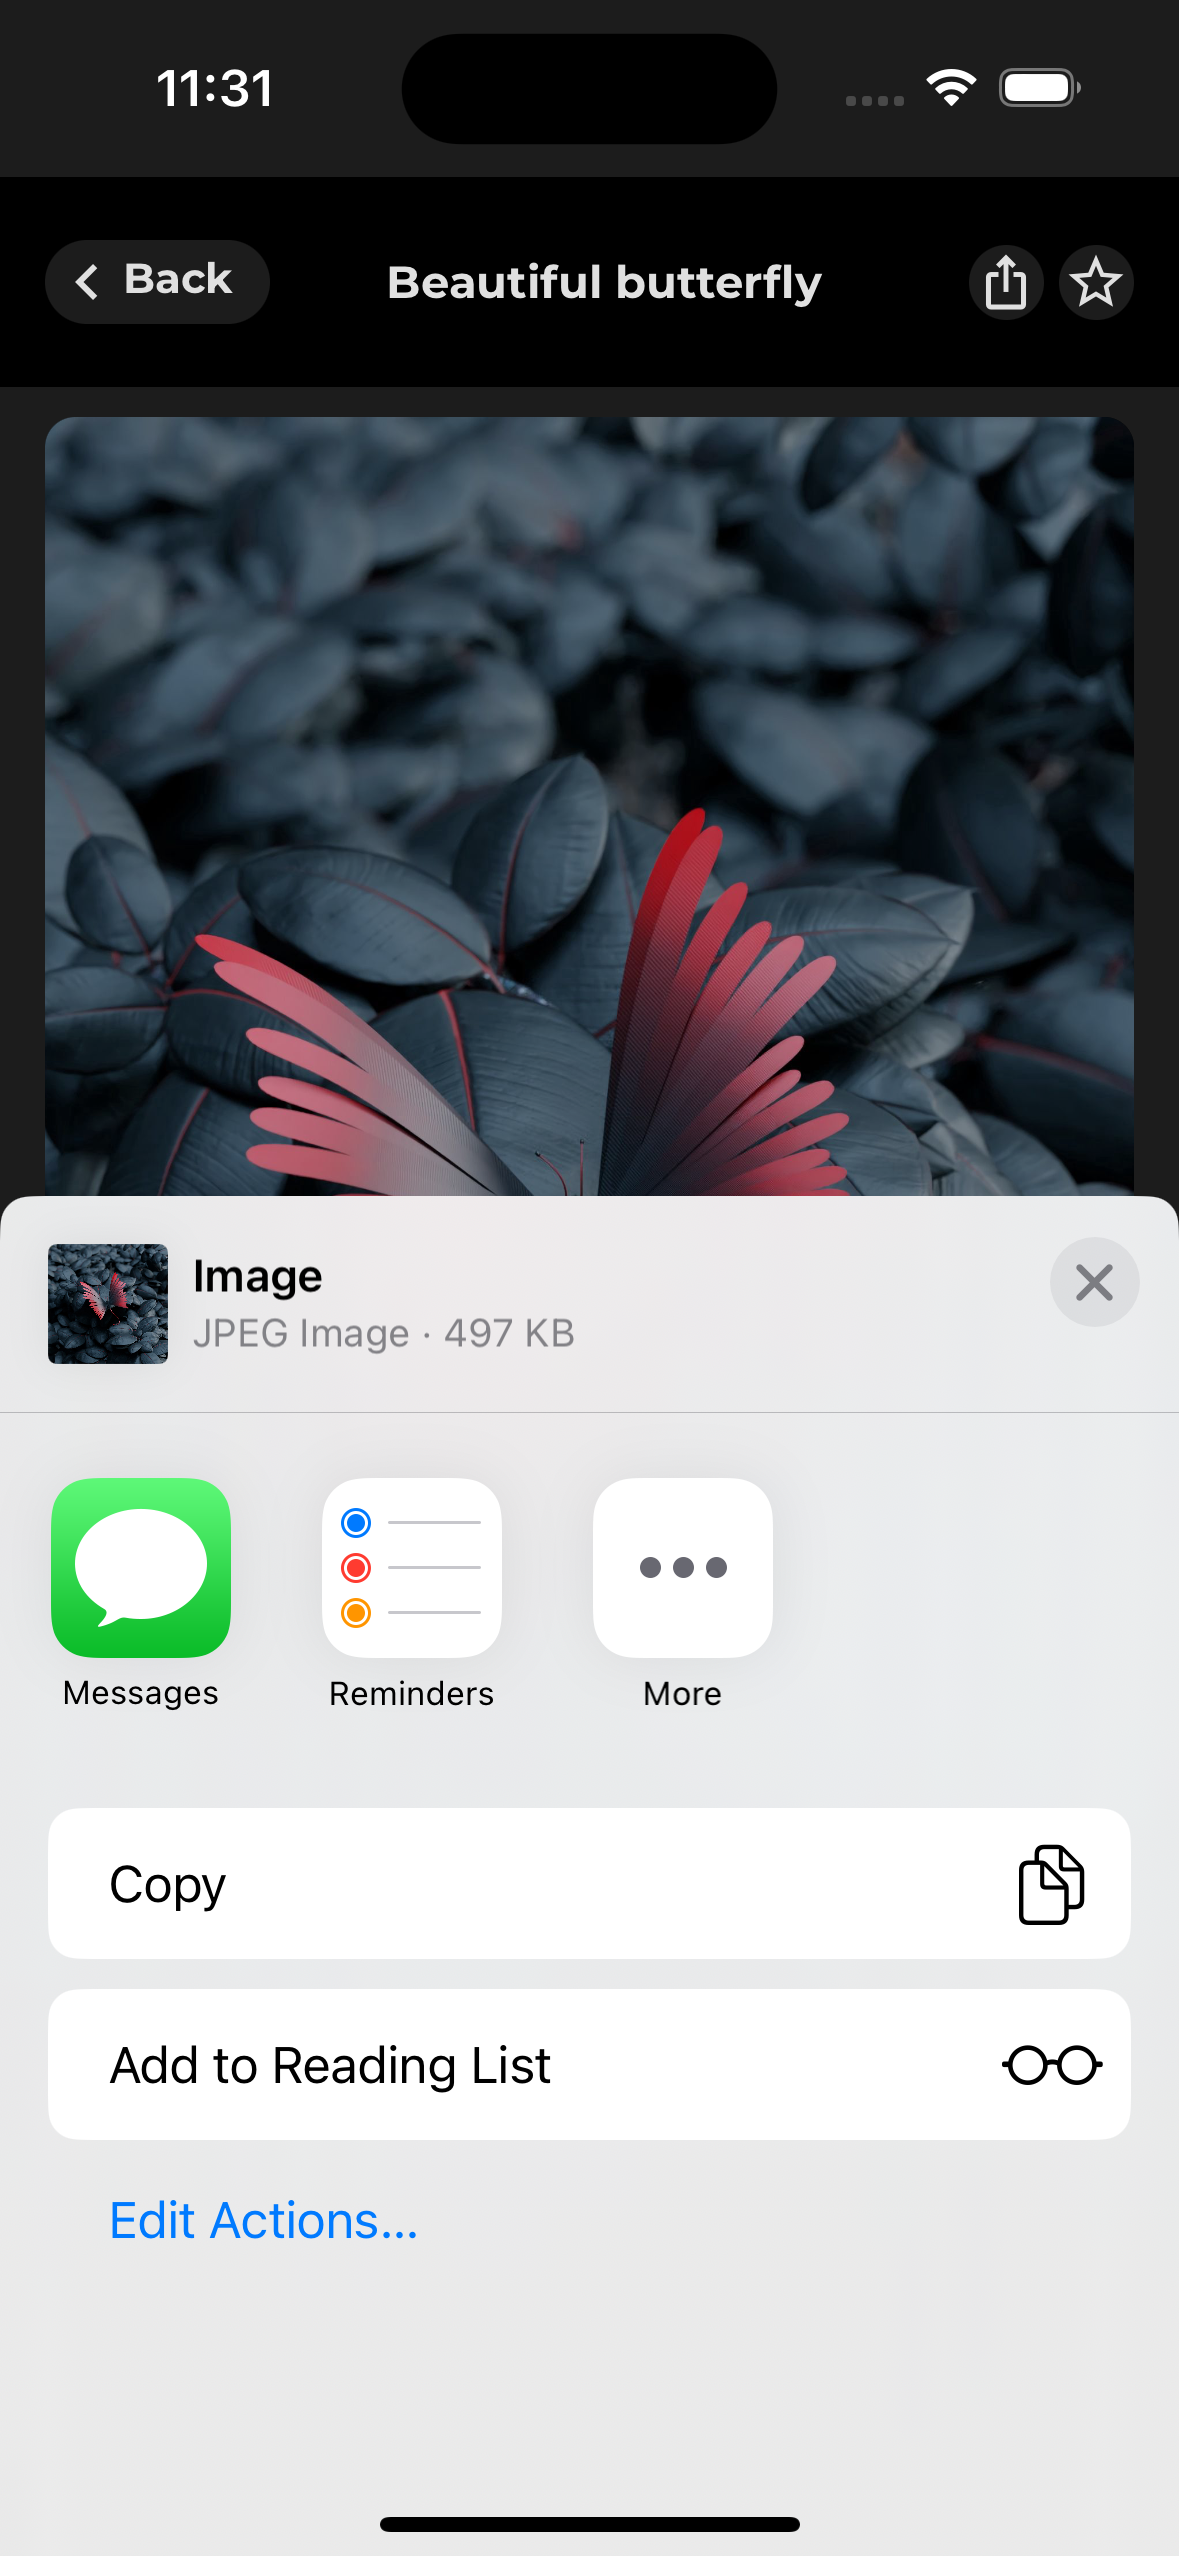 11:31
Back
Beautiful butterfly
Image
JPEG Image · 497 KB
Messages
Reminders
More
Copy
Add to Reading List
Edit Actions...